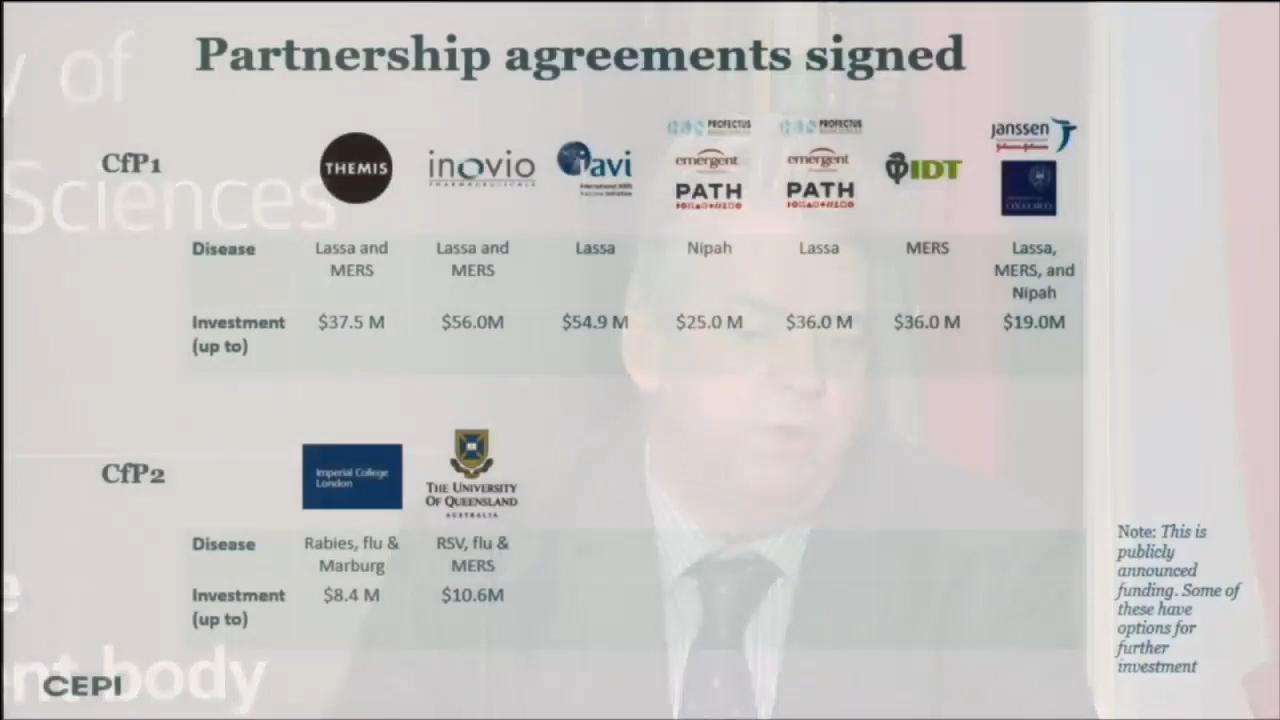 Partnership agreements signed
y of
Sciences
CfP1
THEMIS
inovio
PHARMACEUTICALS
iavi
PROFECTUS
emergent
PATH
PROFECTUS
emergent
PATH
IDT
janssen
Disease
Lassa and
MERS
Lassa and
MERS
Lassa
Nipah
Lassa
MERS
Lassa,
MERS, and
Nipah
Investment
(up to)
$37.5 M
$56.0M
$54.9 M
$25.0 M
$36.0 M
$36.0 M
$19.0M
CfP2
Imperial College
London
THE UNIVERSITY
OF QUEENSLAND
AUSTRALIA
Disease
Rabies, flu &
Marburg
RSV, flu &
MERS
Investment
(up to)
$8.4 M
$10.6M
Note: This is
publicly
announced
funding. Some of
these have
options for
further
investment
e
nt body
CEPI